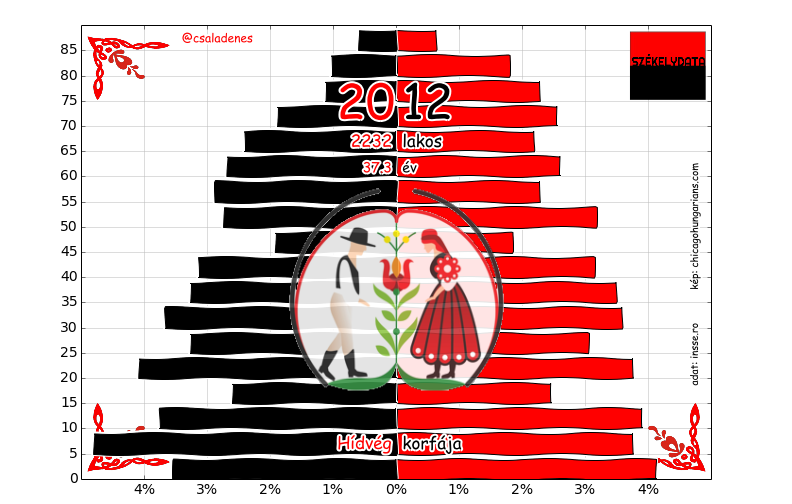 @csaladenes
SZÉKELYDATA
2012
2232 lakos
37.3 év
kép: chicagohungarians.com
adat: insse.ro
Hídvég korfája
85
80
75
70
65
60
55
50
45
40
35
30
25
20
15
10
5
0
4% 3% 2% 1% 0% 1% 2% 3% 4%